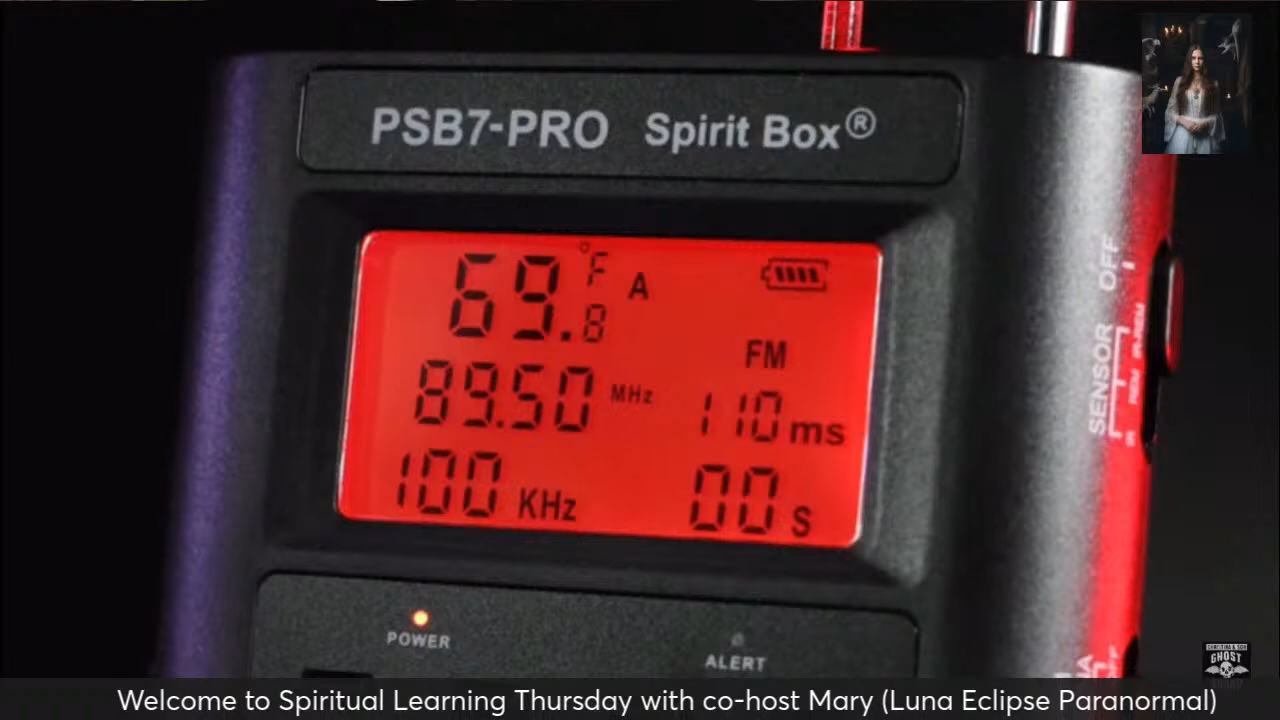 PSB7-PRO Spirit Box®
69.8 °F A
FM
89.50 MHz 110 ms
100 KHz 00 S
OFF
SENSOR
POWER
ALERT
GHOST
Welcome to Spiritual Learning Thursday with co-host Mary (Luna Eclipse Paranormal)